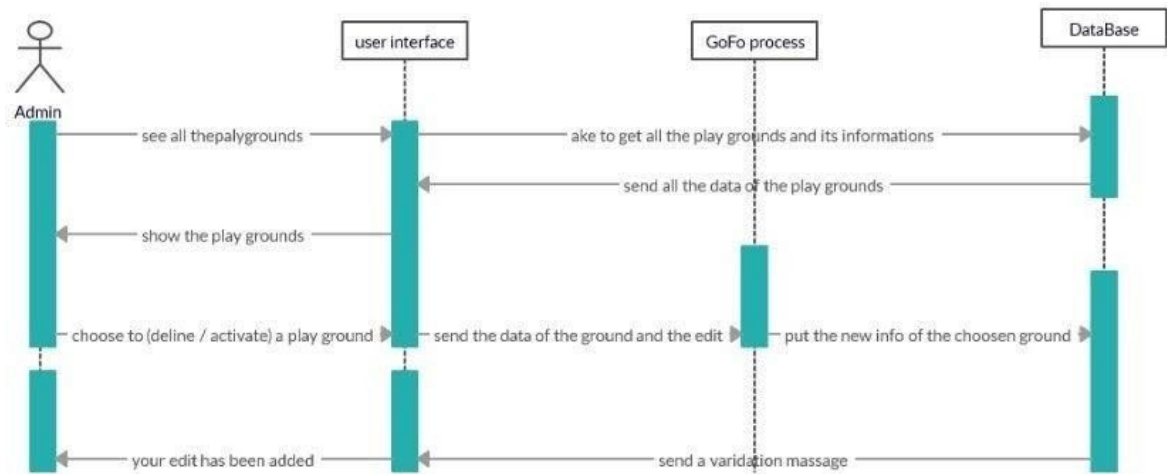 user interface
GoFo process
DataBase
Admin
see all thepalygrounds
ake to get all the play grounds and its informations
send all the data of the play grounds
show the play grounds
choose to (deline / activate) a play ground
send the data of the ground and the edit
put the new info of the choosen ground
your edit has been added
send a varidation massage